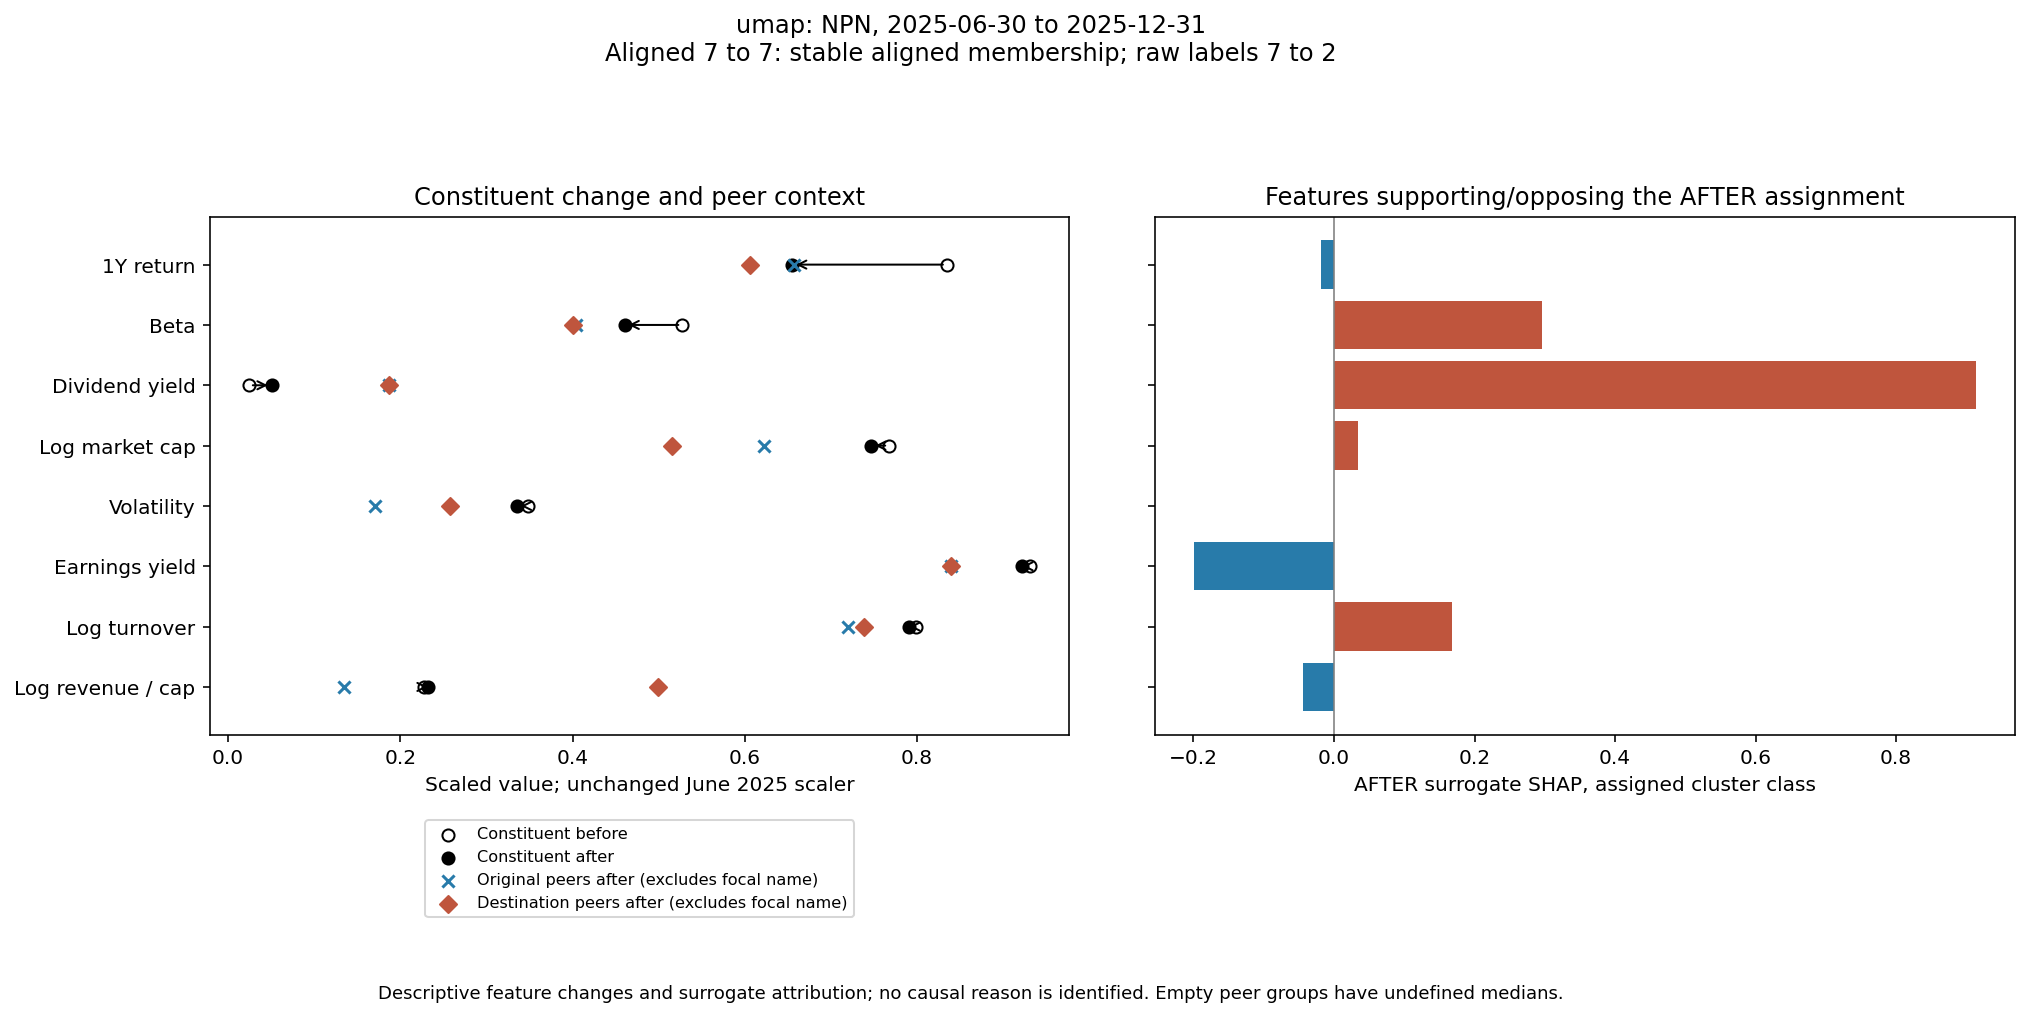 umap: NPN, 2025-06-30 to 2025-12-31
Aligned 7 to 7: stable aligned membership; raw labels 7 to 2
Constituent change and peer context
1Y return
Beta
Dividend yield
Log market cap
Volatility
Earnings yield
Log turnover
Log revenue / cap
0.0 0.2 0.4 0.6 0.8
Scaled value; unchanged June 2025 scaler
Constituent before
Constituent after
Original peers after (excludes focal name)
Destination peers after (excludes focal name)
Features supporting/opposing the AFTER assignment
−0.2 0.0 0.2 0.4 0.6 0.8
AFTER surrogate SHAP, assigned cluster class
Descriptive feature changes and surrogate attribution; no causal reason is identified. Empty peer groups have undefined medians.